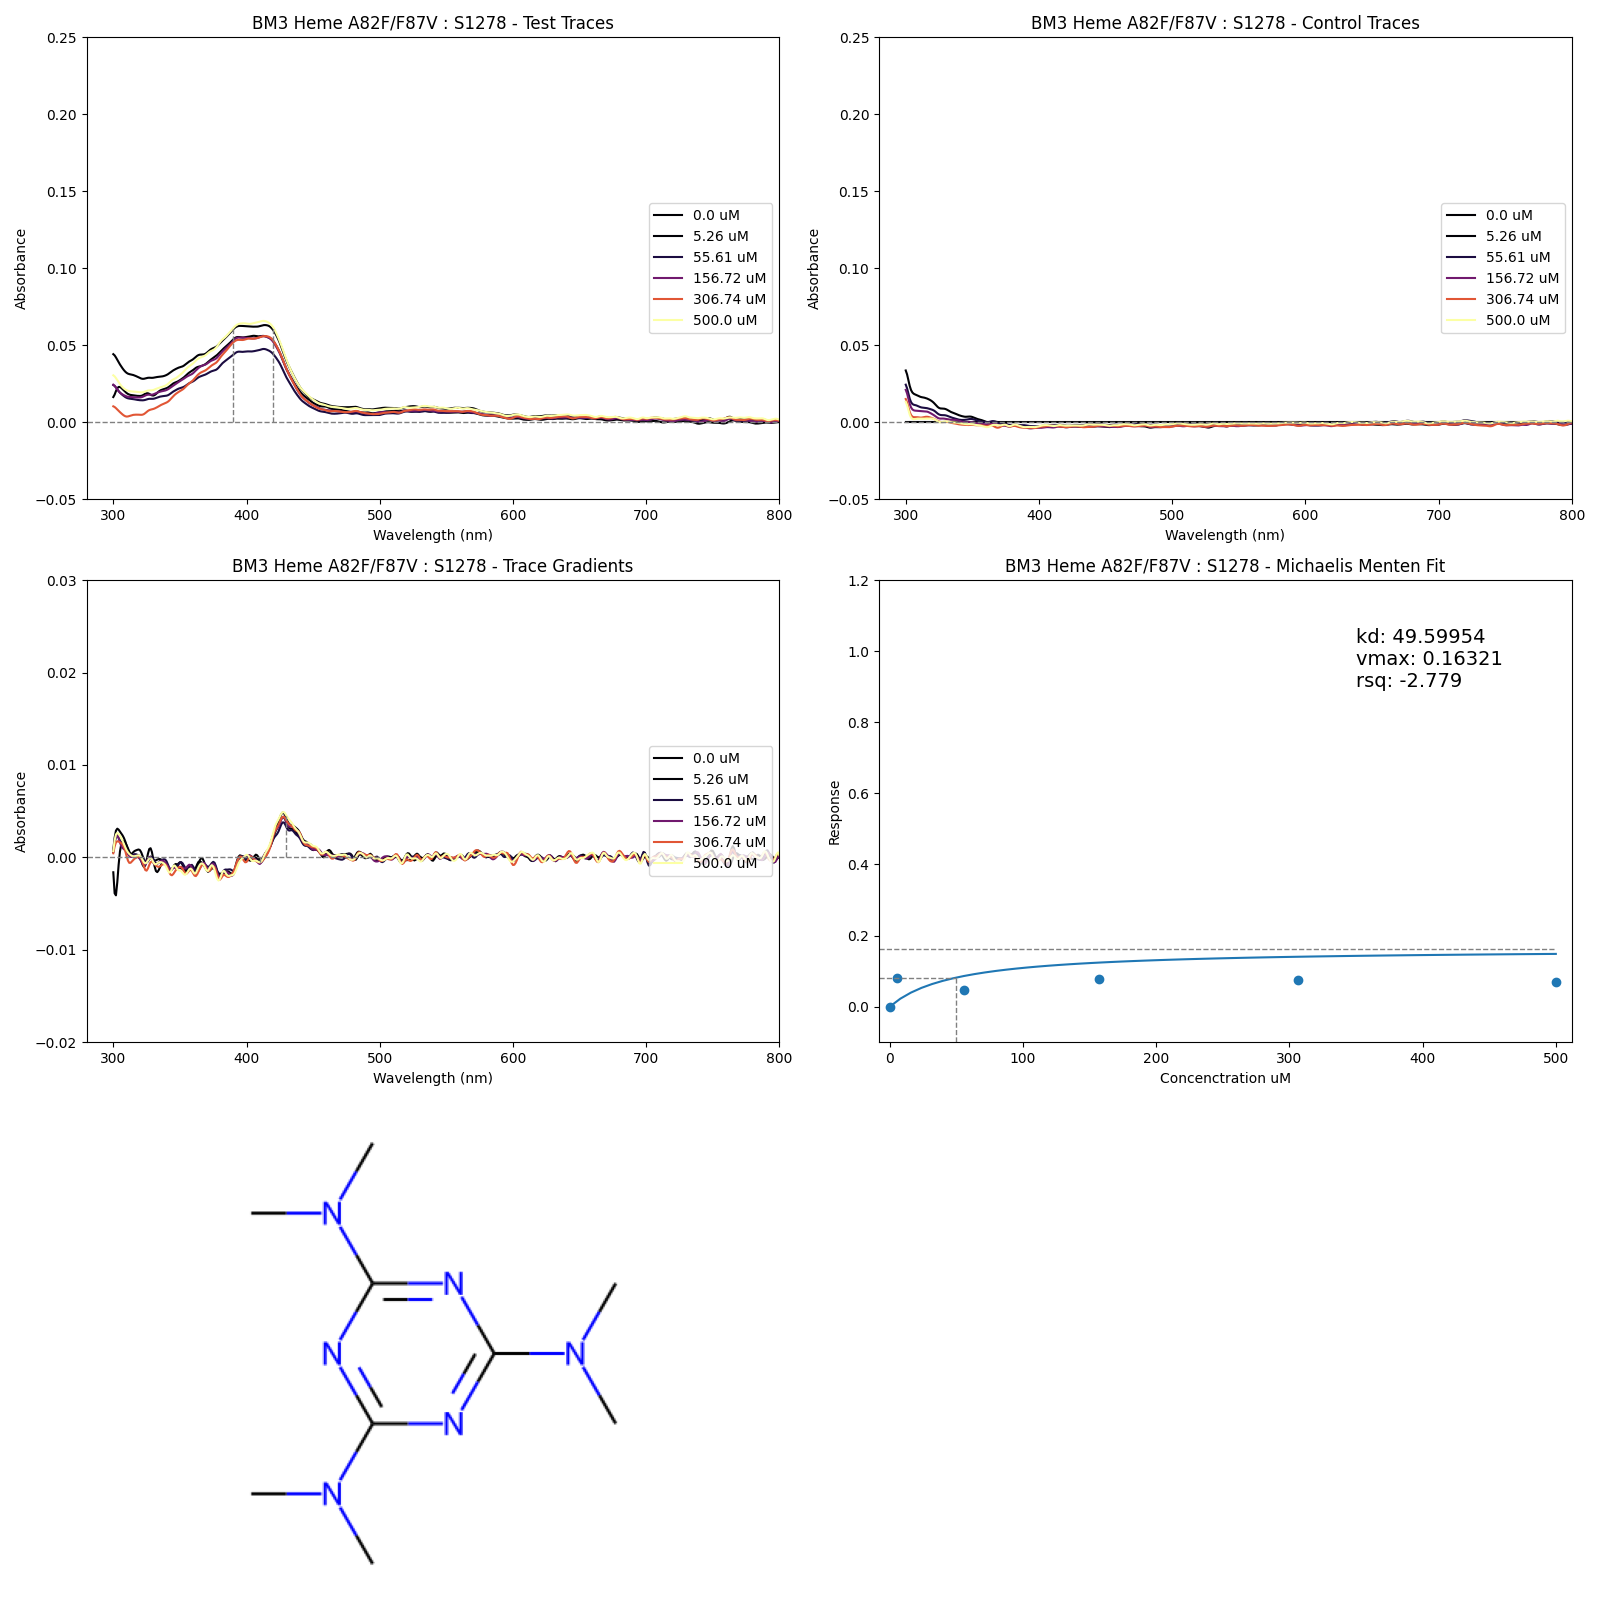 BM3 Heme A82F/F87V : S1278 - Test Traces
0.25
0.20
0.15
0.10
0.05
0.00
−0.05
Absorbance
300 400 500 600 700 800
Wavelength (nm)
0.0 uM
5.26 uM
55.61 uM
156.72 uM
306.74 uM
500.0 uM
BM3 Heme A82F/F87V : S1278 - Control Traces
0.25
0.20
0.15
0.10
0.05
0.00
−0.05
Absorbance
300 400 500 600 700 800
Wavelength (nm)
0.0 uM
5.26 uM
55.61 uM
156.72 uM
306.74 uM
500.0 uM
BM3 Heme A82F/F87V : S1278 - Trace Gradients
0.03
0.02
0.01
0.00
−0.01
−0.02
Absorbance
300 400 500 600 700 800
Wavelength (nm)
0.0 uM
5.26 uM
55.61 uM
156.72 uM
306.74 uM
500.0 uM
BM3 Heme A82F/F87V : S1278 - Michaelis Menten Fit
1.2
1.0
0.8
0.6
0.4
0.2
0.0
Response
0 100 200 300 400 500
Concenctration uM
kd: 49.59954
vmax: 0.16321
rsq: -2.779
N
N
N
N
N
N